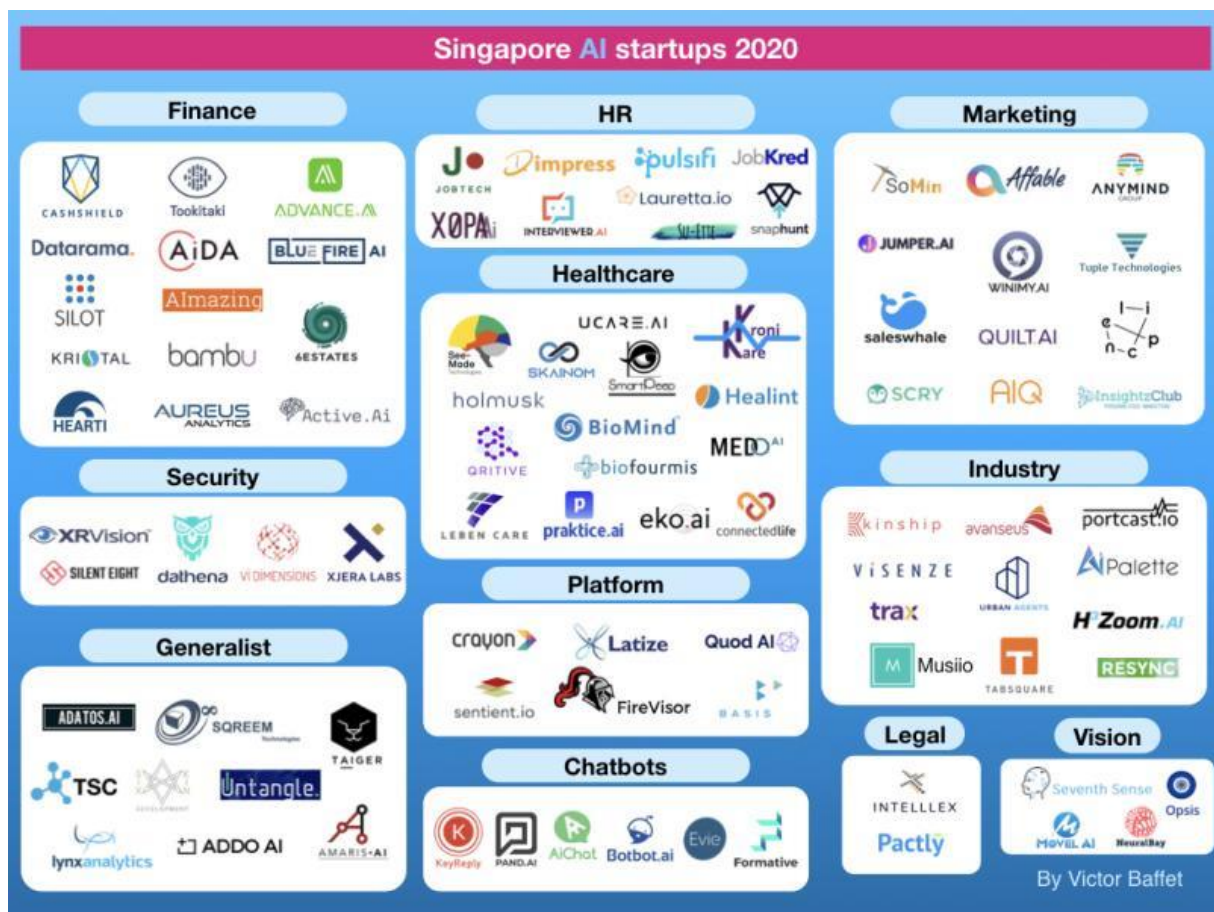 Singapore AI startups 2020
Finance
CASHSHIELD
Tookitaki
ADVANCE.AI
Datarama.
AiDA
BLUE FIRE AI
SILOT
AImazing
6ESTATES
KRISTAL
bambu
HEARTI
AUREUS
ANALYTICS
Active.Ai
Security
XRVision
SILENT EIGHT
dathena
Vi DIMENSIONS
XJERA LABS
Generalist
ADATOS.AI
SQREEM
Technologies
TAIGER
TSC
DEVELOPMENT
Untangle.
lynxanalytics
ADDO AI
AMARIS·AI
HR
JOBTECH
impress
pulsifi
JobKred
X0PA Ai
INTERVIEWER.AI
Lauretta.io
SU-ETTE
snaphunt
Healthcare
See-
Mode
Technologies
UCARE.AI
SKAINOM
SmartPeep
Kroni
Kare
holmusk
Healint
BioMind
QRITIVE
biofourmis
MEDO AI
LEBEN CARE
praktice.ai
eko.ai
connectedlife
Platform
crayon
Latize
Quod AI
sentient.io
FireVisor
BASIS
Chatbots
KeyReply
PAND.AI
AiChat
Botbot.ai
Evie
Formative
Marketing
SoMin
Affable
ANYMIND
GROUP
JUMPER.AI
WINIMY.AI
Tuple Technologies
saleswhale
QUILT.AI
SCRY
AIQ
InsightzClub
Industry
kinship
avanseus
portcast.io
ViSENZE
URBAN AGENTS
AiPalette
trax
H3Zoom.AI
M
Musiio
TABSQUARE
RESYNC
Legal
INTELLLEX
Pactly
Vision
Seventh Sense
Opsis
MOVEL AI
NeuralBay
By Victor Baffet